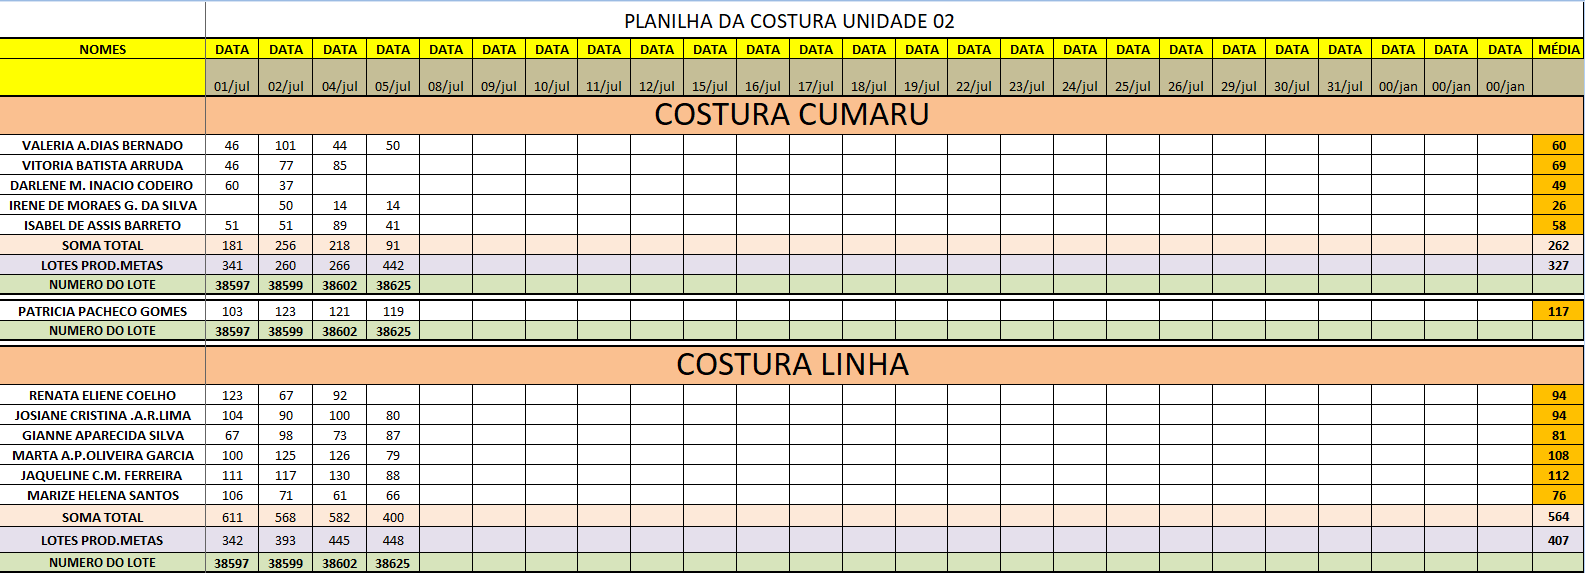 PLANILHA DA COSTURA UNIDADE 02
NOMES DATA DATA DATA DATA DATA DATA DATA DATA DATA DATA DATA DATA DATA DATA DATA DATA DATA DATA DATA DATA DATA DATA DATA DATA DATA MÉDIA
01/jul 02/jul 04/jul 05/jul 08/jul 09/jul 10/jul 11/jul 12/jul 15/jul 16/jul 17/jul 18/jul 19/jul 22/jul 23/jul 24/jul 25/jul 26/jul 29/jul 30/jul 31/jul 00/jan 00/jan 00/jan
COSTURA CUMARU
VALERIA A.DIAS BERNADO 46 101 44 50 60
VITORIA BATISTA ARRUDA 46 77 85 69
DARLENE M. INACIO CODEIRO 60 37 49
IRENE DE MORAES G. DA SILVA 50 14 14 26
ISABEL DE ASSIS BARRETO 51 51 89 41 58
SOMA TOTAL 181 256 218 91 262
LOTES PROD.METAS 341 260 266 442 327
NUMERO DO LOTE 38597 38599 38602 38625
PATRICIA PACHECO GOMES 103 123 121 119 117
NUMERO DO LOTE 38597 38599 38602 38625
COSTURA LINHA
RENATA ELIENE COELHO 123 67 92 94
JOSIANE CRISTINA .A.R.LIMA 104 90 100 80 94
GIANNE APARECIDA SILVA 67 98 73 87 81
MARTA A.P.OLIVEIRA GARCIA 100 125 126 79 108
JAQUELINE C.M. FERREIRA 111 117 130 88 112
MARIZE HELENA SANTOS 106 71 61 66 76
SOMA TOTAL 611 568 582 400 564
LOTES PROD.METAS 342 393 445 448 407
NUMERO DO LOTE 38597 38599 38602 38625